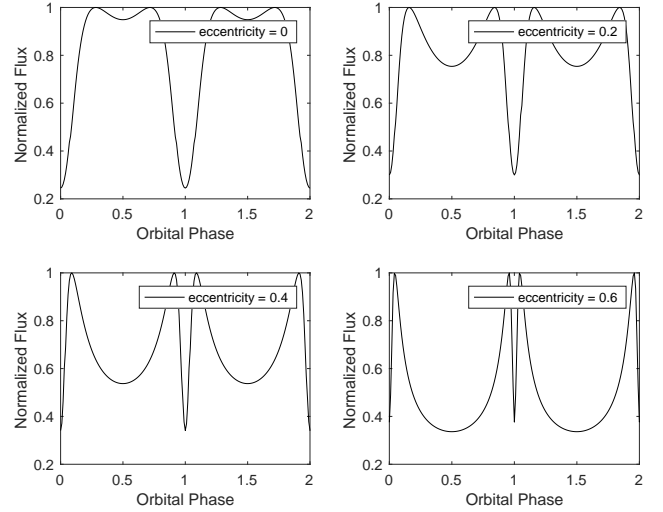 1
0.8
0.6
0.4
0.2
Normalized Flux
eccentricity = 0
0 0.5 1 1.5 2
Orbital Phase
1
0.8
0.6
0.4
0.2
Normalized Flux
eccentricity = 0.2
0 0.5 1 1.5 2
Orbital Phase
1
0.8
0.6
0.4
0.2
Normalized Flux
eccentricity = 0.4
0 0.5 1 1.5 2
Orbital Phase
1
0.8
0.6
0.4
0.2
Normalized Flux
eccentricity = 0.6
0 0.5 1 1.5 2
Orbital Phase